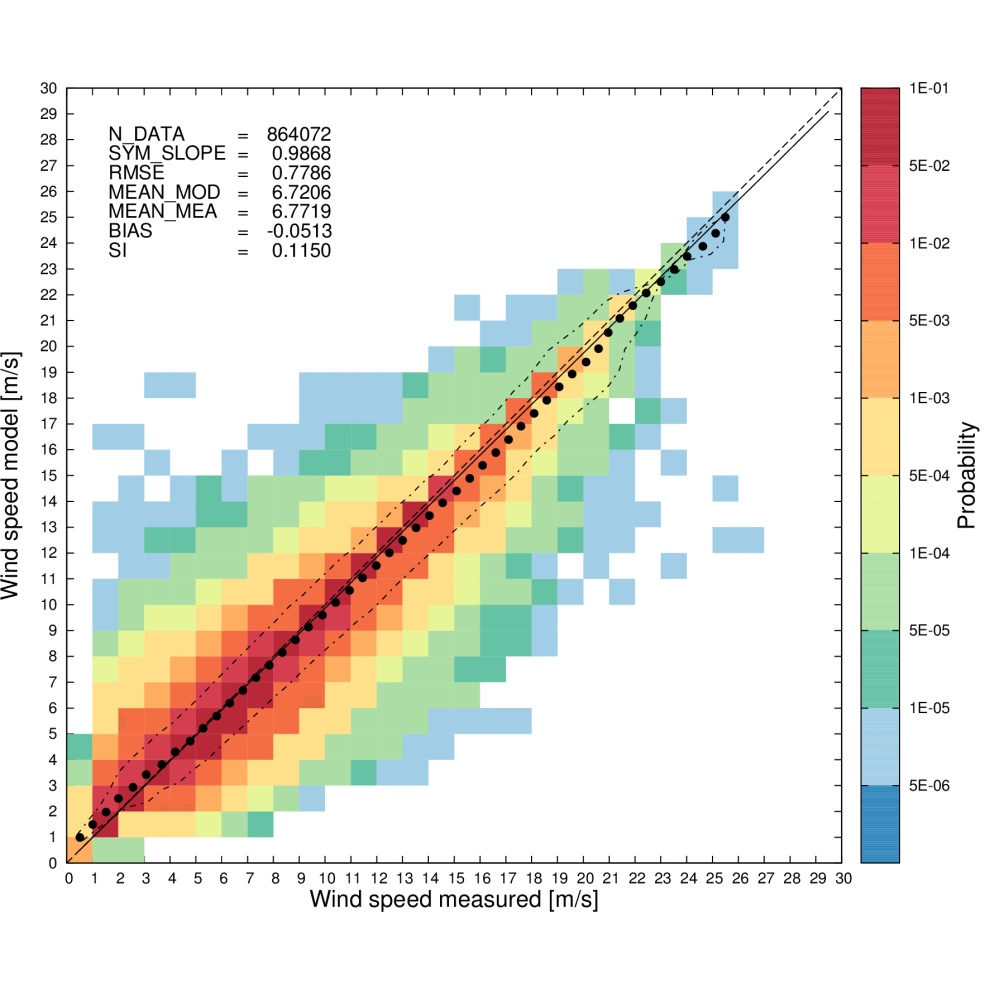 N_DATA = 864072
SYM_SLOPE = 0.9868
RMSE = 0.7786
MEAN_MOD = 6.7206
MEAN_MEA = 6.7719
BIAS = -0.0513
SI = 0.1150
Wind speed model [m/s]
30
29
28
27
26
25
24
23
22
21
20
19
18
17
16
15
14
13
12
11
10
9
8
7
6
5
4
3
2
1
0
0 1 2 3 4 5 6 7 8 9 10 11 12 13 14 15 16 17 18 19 20 21 22 23 24 25 26 27 28 29 30
Wind speed measured [m/s]
1E-01
5E-02
1E-02
5E-03
1E-03
5E-04
1E-04
5E-05
1E-05
5E-06
Probability